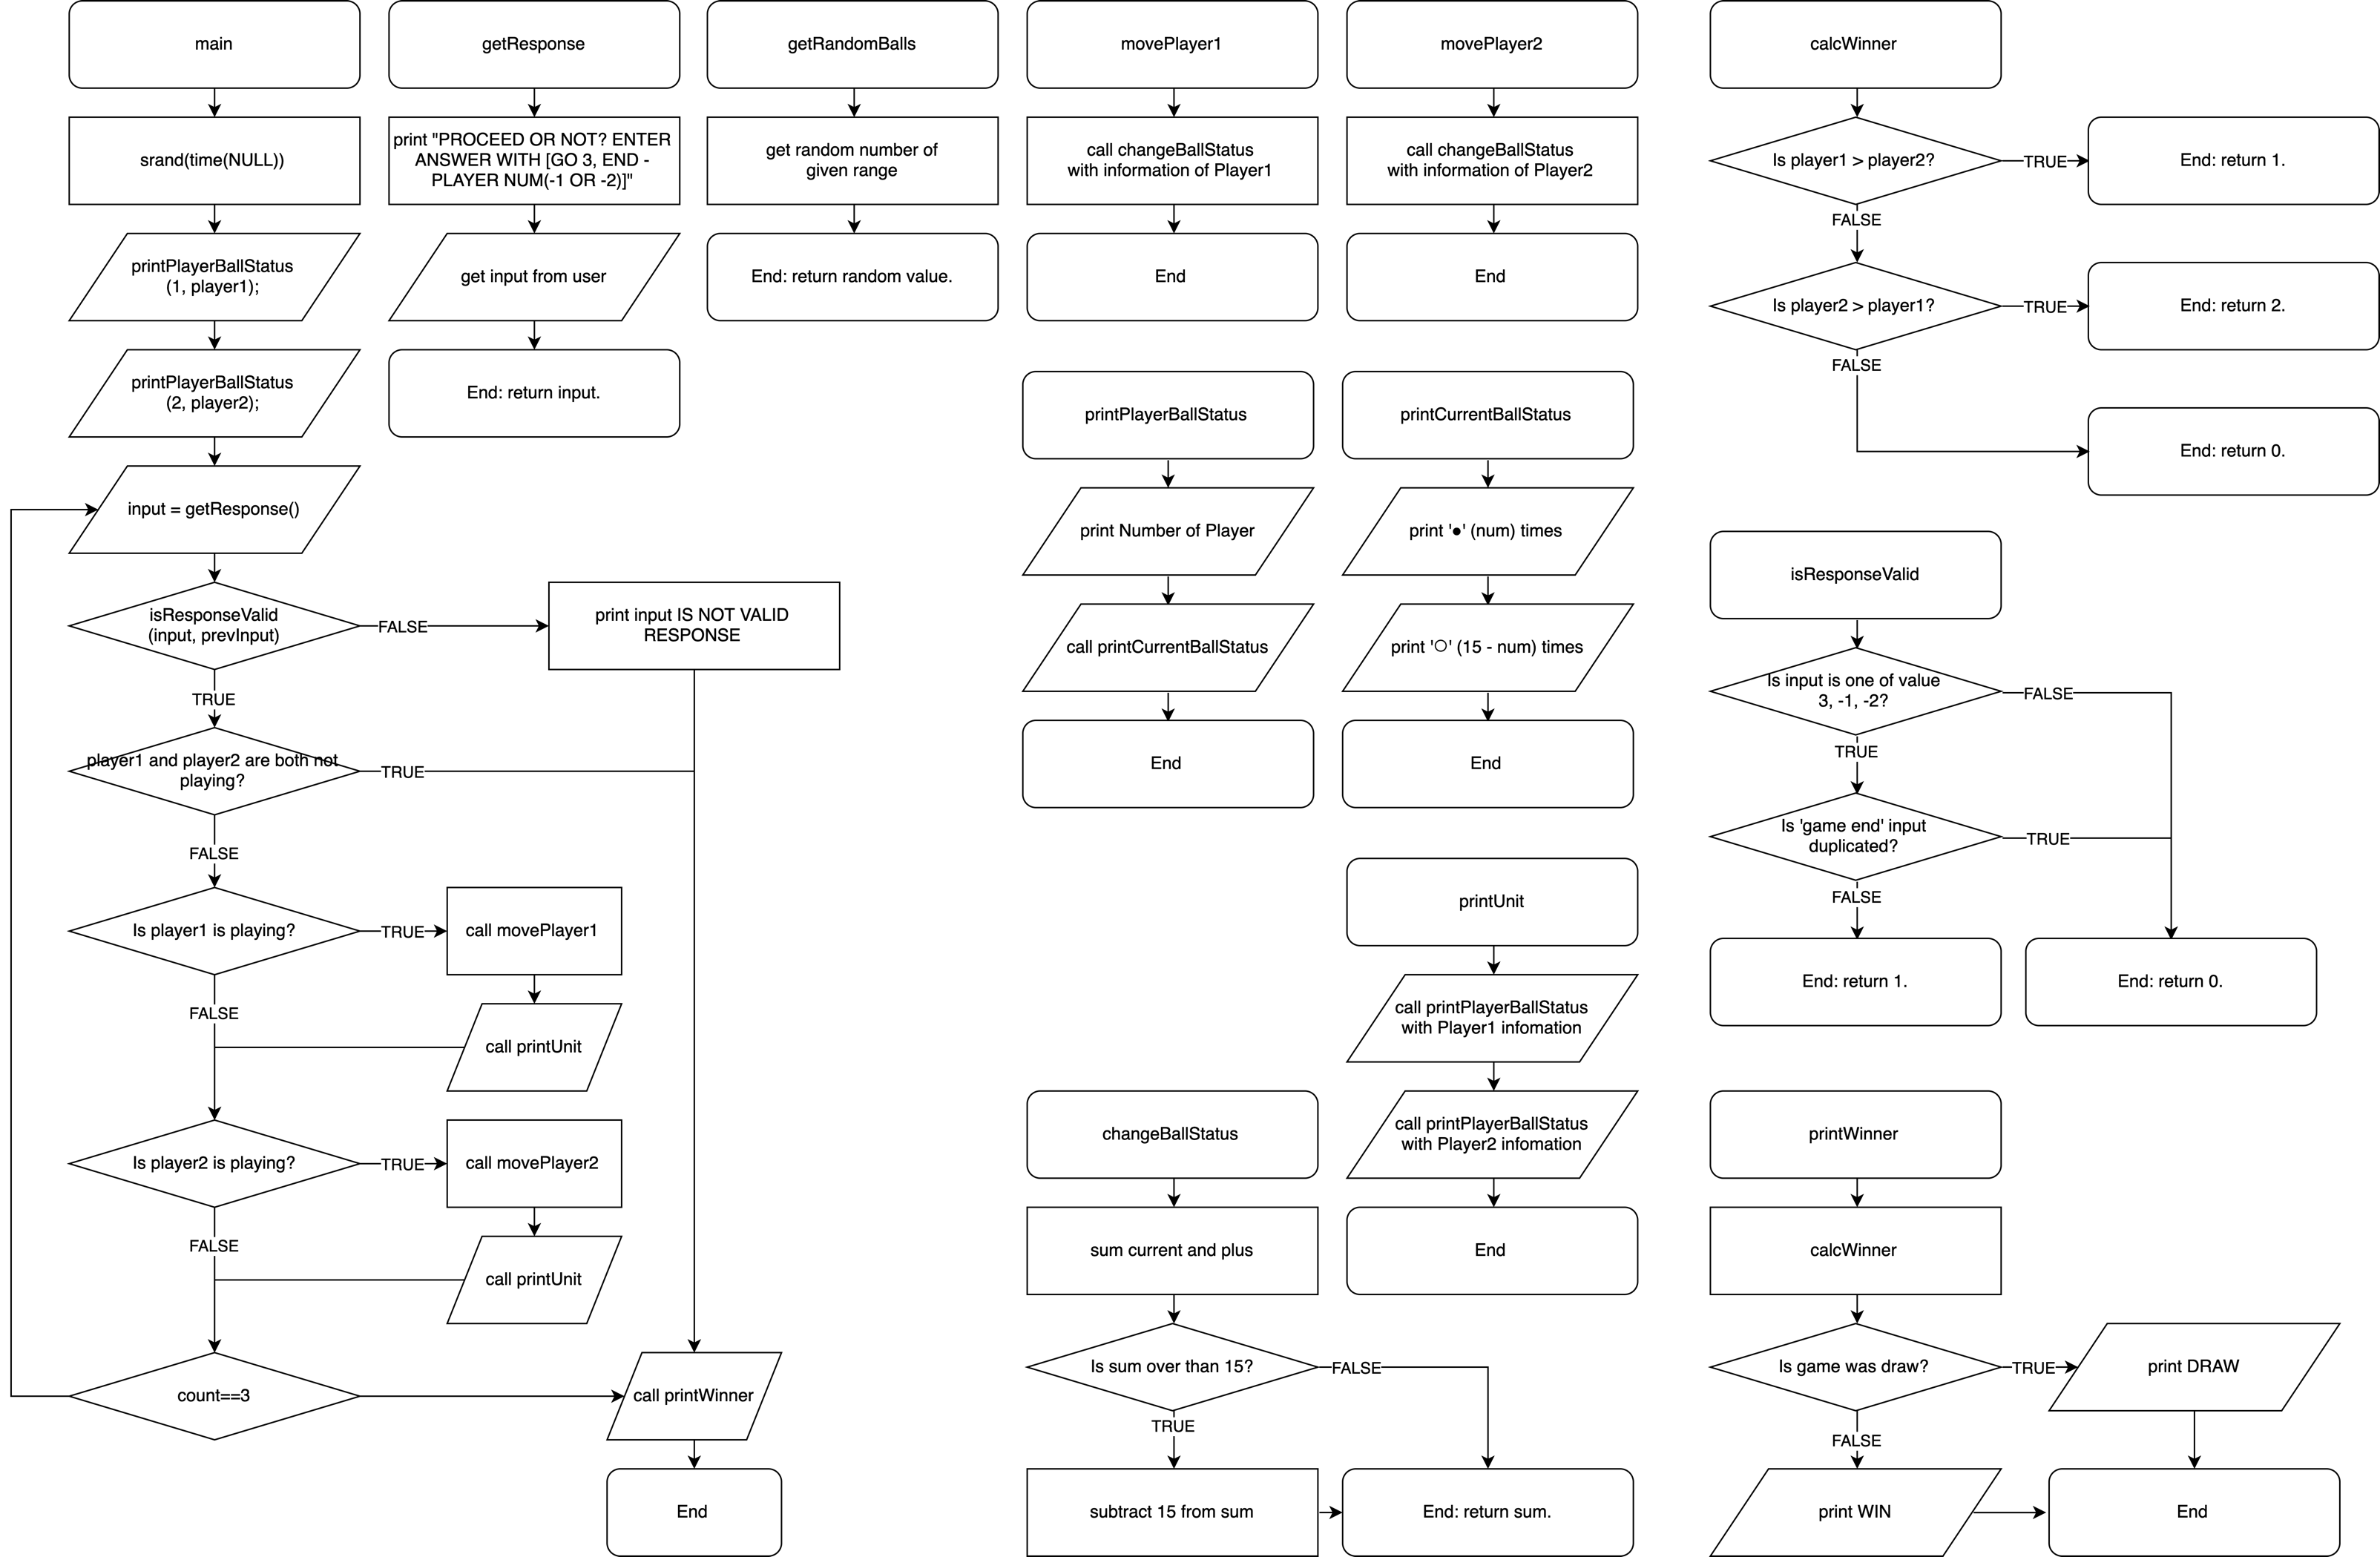 main
srand(time(NULL))
printPlayerBallStatus
(1, player1);
printPlayerBallStatus
(2, player2);
input = getResponse()
isResponseValid
(input, prevInput)
FALSE
print input IS NOT VALID
RESPONSE
TRUE
player1 and player2 are both not
playing?
TRUE
FALSE
Is player1 is playing?
TRUE
call movePlayer1
FALSE
call printUnit
Is player2 is playing?
TRUE
call movePlayer2
FALSE
call printUnit
count==3
call printWinner
End
getResponse
print "PROCEED OR NOT? ENTER
ANSWER WITH [GO 3, END -
PLAYER NUM(-1 OR -2)]"
get input from user
End: return input.
getRandomBalls
get random number of
given range
End: return random value.
movePlayer1
call changeBallStatus
with information of Player1
End
movePlayer2
call changeBallStatus
with information of Player2
End
printPlayerBallStatus
print Number of Player
call printCurrentBallStatus
End
printCurrentBallStatus
print '●' (num) times
print '○' (15 - num) times
End
printUnit
call printPlayerBallStatus
with Player1 infomation
call printPlayerBallStatus
with Player2 infomation
End
changeBallStatus
sum current and plus
Is sum over than 15?
FALSE
TRUE
subtract 15 from sum
End: return sum.
calcWinner
Is player1 > player2?
TRUE
End: return 1.
FALSE
Is player2 > player1?
TRUE
End: return 2.
FALSE
End: return 0.
isResponseValid
Is input is one of value
3, -1, -2?
FALSE
TRUE
Is 'game end' input
duplicated?
TRUE
FALSE
End: return 1.
End: return 0.
printWinner
calcWinner
Is game was draw?
TRUE
print DRAW
FALSE
print WIN
End